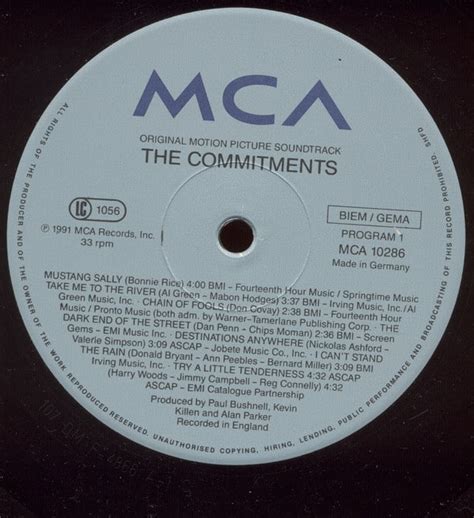 MCA
ORIGINAL MOTION PICTURE SOUNDTRACK
THE COMMITMENTS
LC 1056
℗ 1991 MCA Records, Inc.
33 rpm
BIEM / GEMA
PROGRAM 1
MCA 10286
Made in Germany
MUSTANG SALLY (Bonnie Rice) 4:00 BMI – Fourteenth Hour Music / Springtime Music
TAKE ME TO THE RIVER (Al Green – Mabon Hodges) 3:37 BMI – Irving Music, Inc./Al
Green Music, Inc. · CHAIN OF FOOLS (Don Covay) 2:38 BMI – Fourteenth Hour
Music / Pronto Music (both adm. by Warner-Tamerlane Publishing Corp. · THE
DARK END OF THE STREET (Dan Penn – Chips Moman) 2:38 BMI – Screen
Gems – EMI Music Inc. · DESTINATIONS ANYWHERE (Nickolas Ashford –
Valerie Simpson) 3:09 ASCAP – Jobete Music Co., Inc. · I CAN'T STAND
THE RAIN (Donald Bryant – Ann Peebles – Bernard Miller) 3:09 BMI
Irving Music, Inc. · TRY A LITTLE TENDERNESS 4:32 ASCAP
(Harry Woods – Jimmy Campbell – Reg Connelly) 4:32
ASCAP – EMI Catalogue Partnership
Produced by Paul Bushnell, Kevin
Killen and Alan Parker
Recorded in England
ALL RIGHTS OF THE PRODUCER AND OF THE OWNER OF THE WORK REPRODUCED RESERVED. UNAUTHORISED COPYING, HIRING, LENDING, PUBLIC PERFORMANCE AND BROADCASTING OF THIS RECORD PROHIBITED.